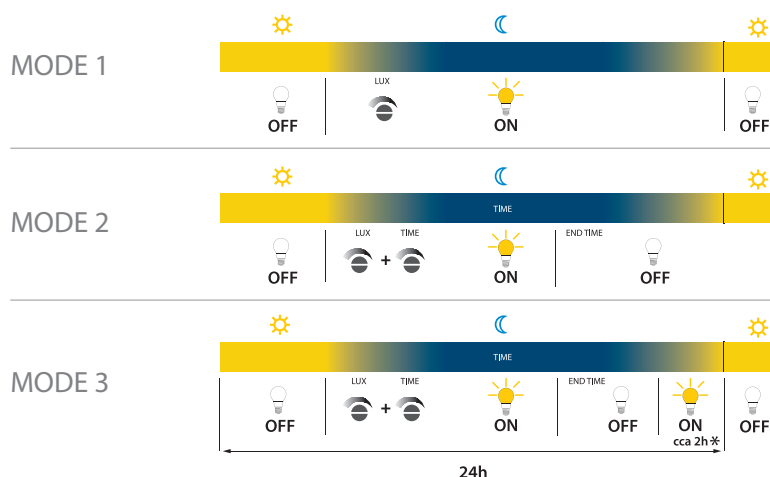 MODE 1
LUX
OFF
ON
OFF
MODE 2
TIME
LUX TIME END TIME
+
OFF
ON
OFF
MODE 3
TIME
LUX TIME END TIME
+
OFF
ON
OFF
ON
OFF
cca 2h *
24h